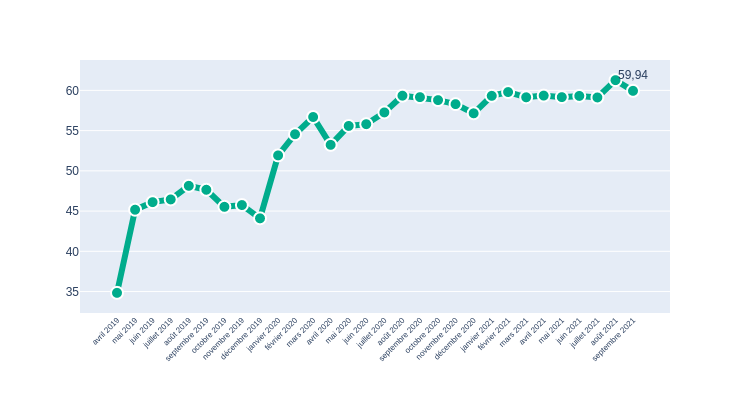 59,94
60
55
50
45
40
35
avril 2019
mai 2019
juin 2019
juillet 2019
août 2019
septembre 2019
octobre 2019
novembre 2019
décembre 2019
janvier 2020
février 2020
mars 2020
avril 2020
mai 2020
juin 2020
juillet 2020
août 2020
septembre 2020
octobre 2020
novembre 2020
décembre 2020
janvier 2021
février 2021
mars 2021
avril 2021
mai 2021
juin 2021
juillet 2021
août 2021
septembre 2021